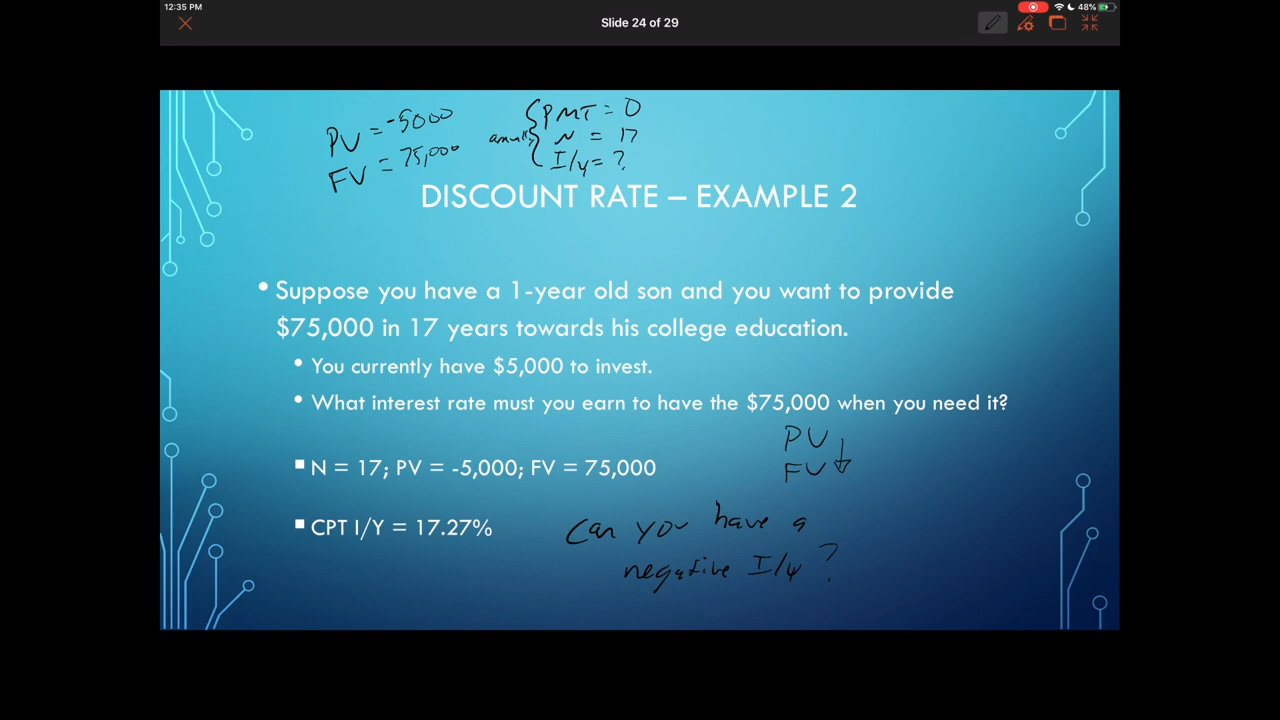 12:35 PM
48%
Slide 24 of 29
PV = -5000
FV = 75,000
PMT = 0
N = 17
I/y = ?
DISCOUNT RATE – EXAMPLE 2
• Suppose you have a 1-year old son and you want to provide
$75,000 in 17 years towards his college education.
• You currently have $5,000 to invest.
• What interest rate must you earn to have the $75,000 when you need it?
PV
FV
▪ N = 17; PV = -5,000; FV = 75,000
▪ CPT I/Y = 17.27%
Can you have a
negative I/y ?